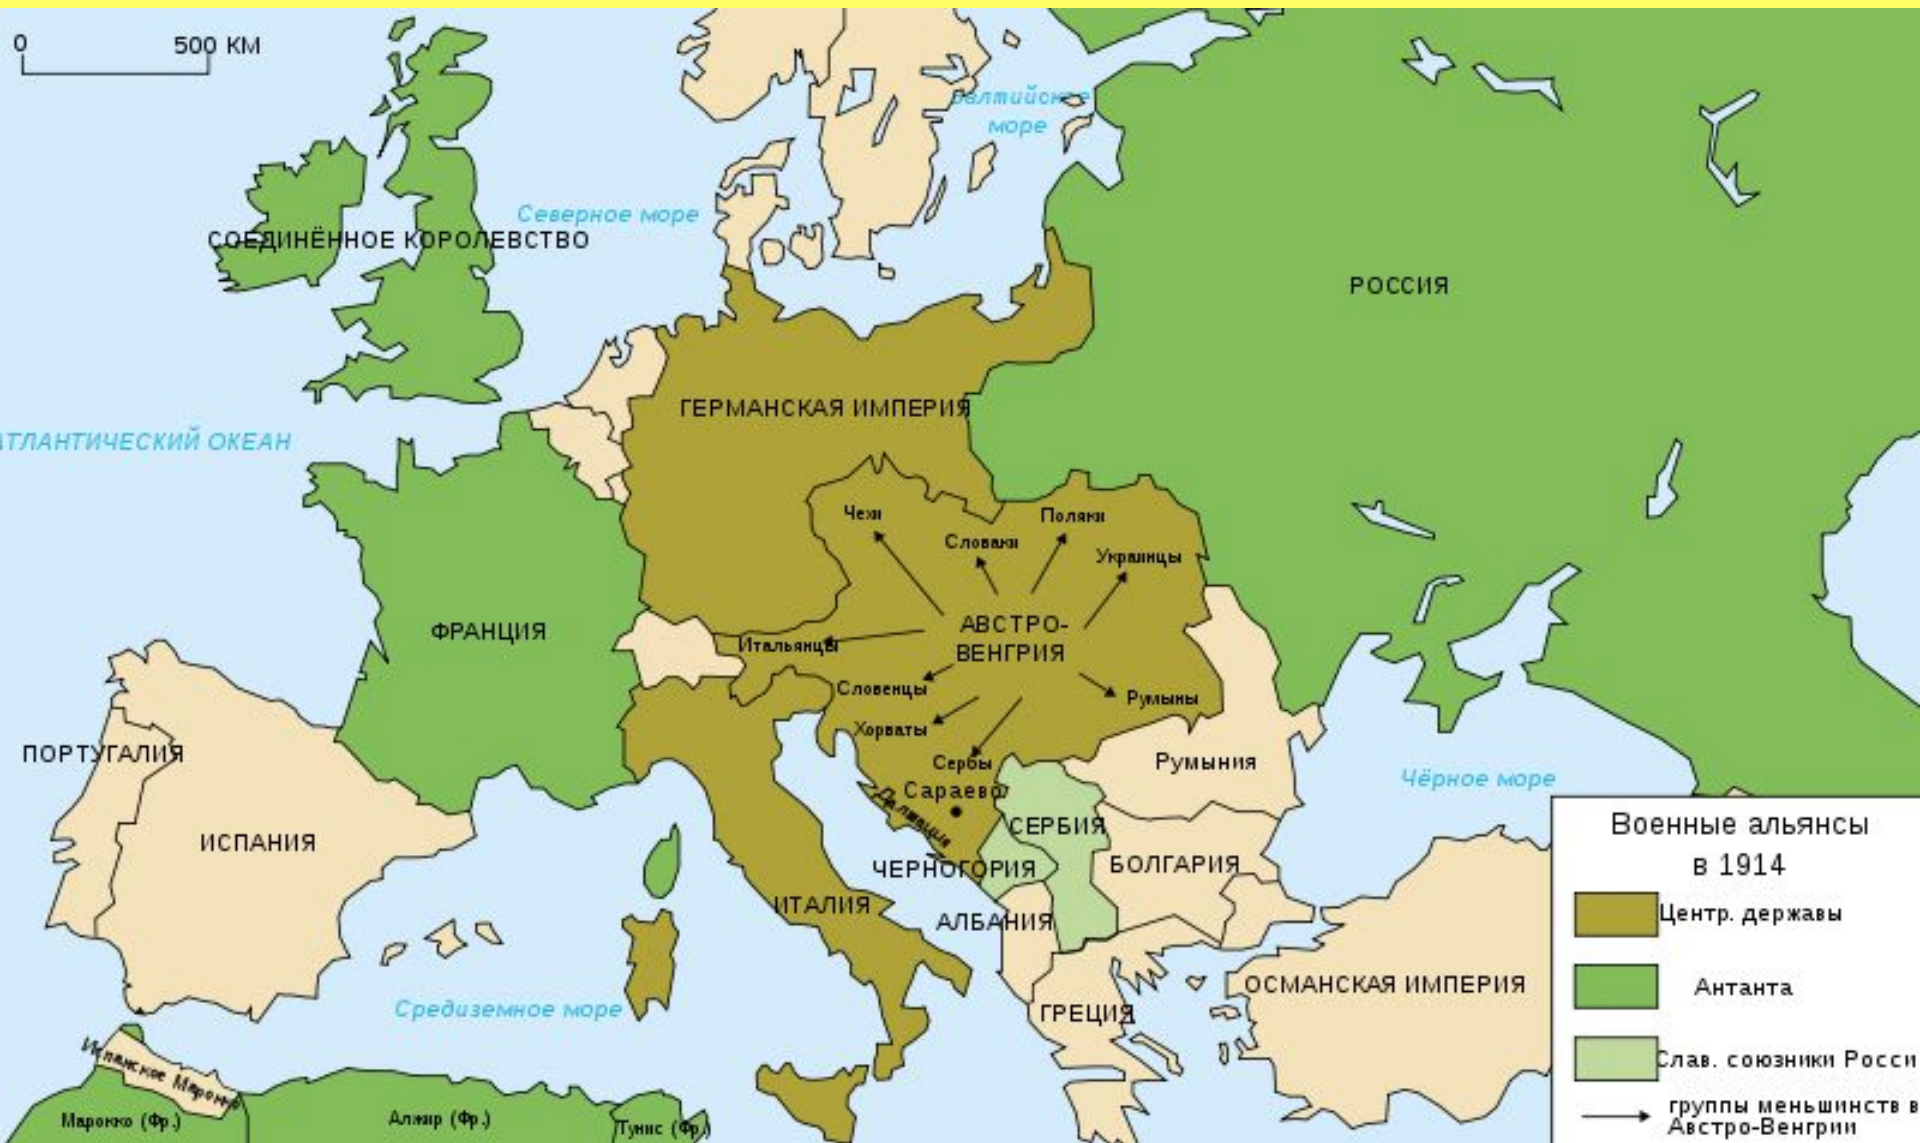 0 500 КМ
Балтийское
море
Северное море
СОЕДИНЁННОЕ КОРОЛЕВСТВО
РОССИЯ
ГЕРМАНСКАЯ ИМПЕРИЯ
АТЛАНТИЧЕСКИЙ ОКЕАН
Чехи
Поляки
Словаки
Украинцы
АВСТРО-
ВЕНГРИЯ
ФРАНЦИЯ
Итальянцы
Словенцы
Румыны
Хорваты
Сербы
Сараево
Далмация
ПОРТУГАЛИЯ
ИСПАНИЯ
Румыния
Чёрное море
СЕРБИЯ
ЧЕРНОГОРИЯ
БОЛГАРИЯ
ИТАЛИЯ
АЛБАНИЯ
ОСМАНСКАЯ ИМПЕРИЯ
ГРЕЦИЯ
Средиземное море
Испанское Марокко
Марокко (Фр.)
Алжир (Фр.)
Тунис (Фр.)
Военные альянсы
в 1914
Центр. державы
Антанта
Слав. союзники Росси
группы меньшинств в
Австро-Венгрии